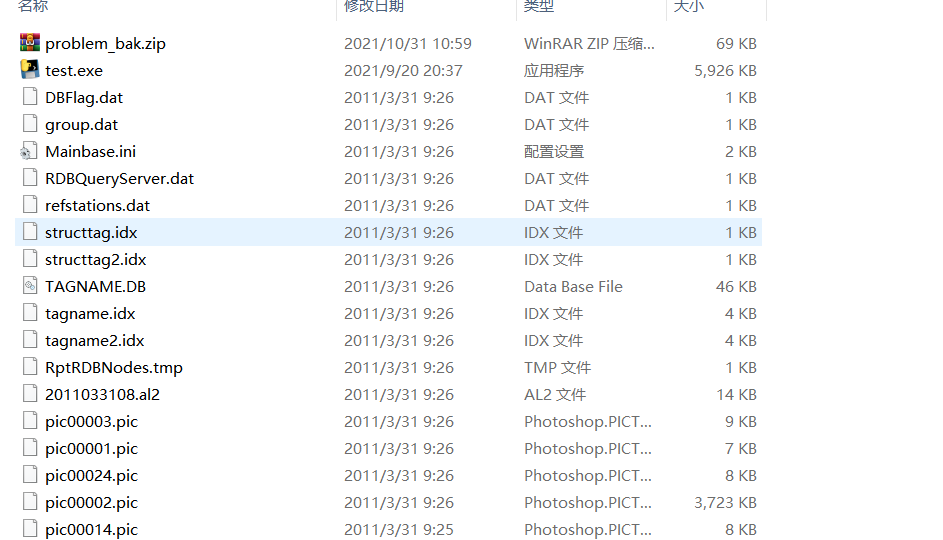 名称 修改日期 类型 大小
problem_bak.zip 2021/10/31 10:59 WinRAR ZIP 压缩... 69 KB
test.exe 2021/9/20 20:37 应用程序 5,926 KB
DBFlag.dat 2011/3/31 9:26 DAT 文件 1 KB
group.dat 2011/3/31 9:26 DAT 文件 1 KB
Mainbase.ini 2011/3/31 9:26 配置设置 2 KB
RDBQueryServer.dat 2011/3/31 9:26 DAT 文件 1 KB
refstations.dat 2011/3/31 9:26 DAT 文件 1 KB
structtag.idx 2011/3/31 9:26 IDX 文件 1 KB
structtag2.idx 2011/3/31 9:26 IDX 文件 1 KB
TAGNAME.DB 2011/3/31 9:26 Data Base File 46 KB
tagname.idx 2011/3/31 9:26 IDX 文件 4 KB
tagname2.idx 2011/3/31 9:26 IDX 文件 4 KB
RptRDBNodes.tmp 2011/3/31 9:26 TMP 文件 1 KB
2011033108.al2 2011/3/31 9:26 AL2 文件 14 KB
pic00003.pic 2011/3/31 9:26 Photoshop.PICT... 9 KB
pic00001.pic 2011/3/31 9:26 Photoshop.PICT... 7 KB
pic00024.pic 2011/3/31 9:26 Photoshop.PICT... 8 KB
pic00002.pic 2011/3/31 9:26 Photoshop.PICT... 3,723 KB
pic00014.pic 2011/3/31 9:25 Photoshop.PICT... 8 KB